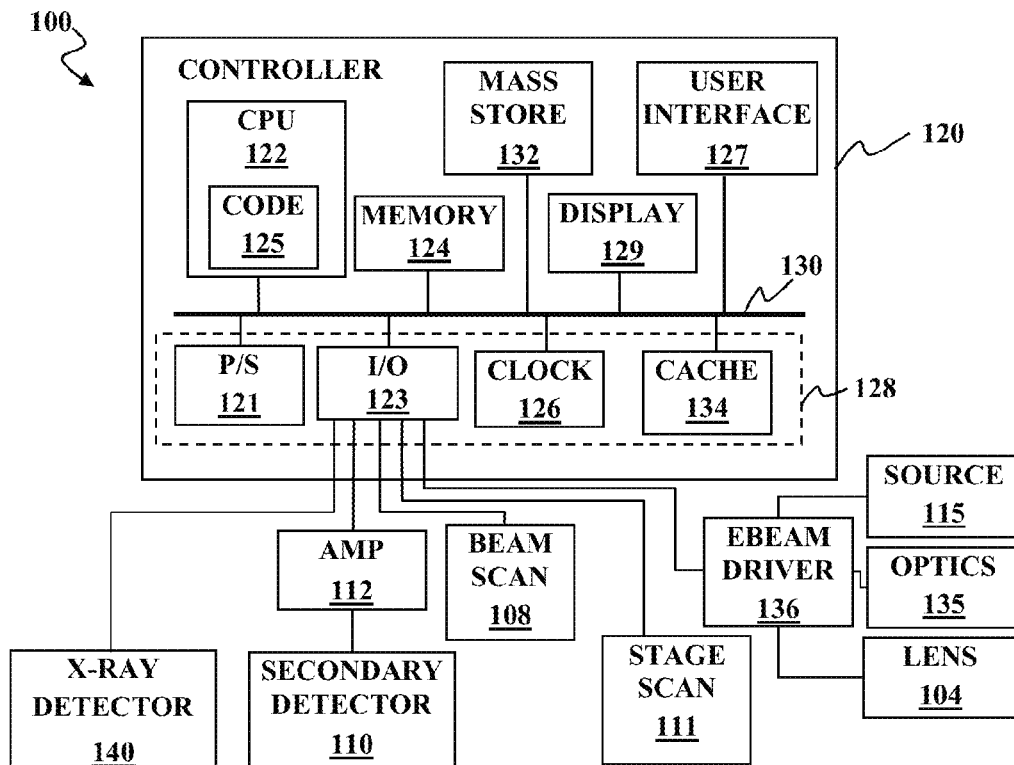 100
CONTROLLER
CPU
122
CODE
125
MEMORY
124
MASS
STORE
132
DISPLAY
129
USER
INTERFACE
127
120
130
P/S
121
I/O
123
CLOCK
126
CACHE
134
128
AMP
112
BEAM
SCAN
108
EBEAM
DRIVER
136
SOURCE
115
OPTICS
135
LENS
104
X-RAY
DETECTOR
140
SECONDARY
DETECTOR
110
STAGE
SCAN
111